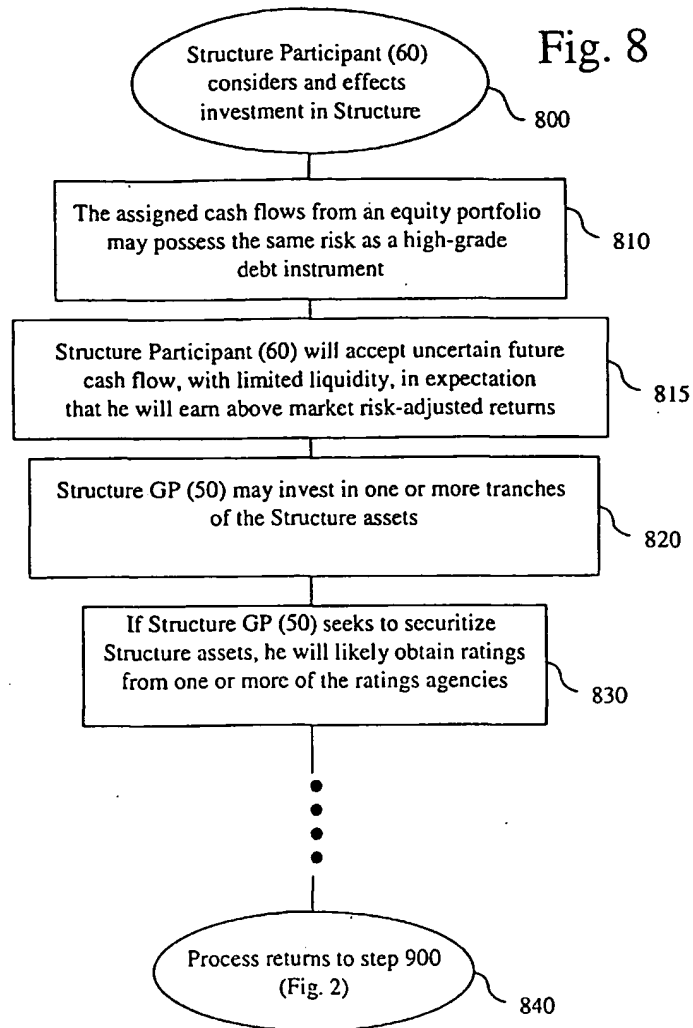 Fig. 8
Structure Participant (60)
considers and effects
investment in Structure
800
The assigned cash flows from an equity portfolio
may possess the same risk as a high-grade
debt instrument
810
Structure Participant (60) will accept uncertain future
cash flow, with limited liquidity, in expectation
that he will earn above market risk-adjusted returns
815
Structure GP (50) may invest in one or more tranches
of the Structure assets
820
If Structure GP (50) seeks to securitize
Structure assets, he will likely obtain ratings
from one or more of the ratings agencies
830
Process returns to step 900
(Fig. 2)
840